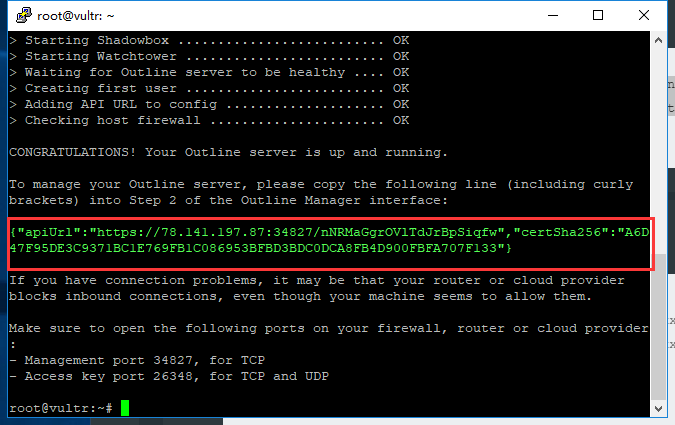 root@vultr: ~
> Starting Shadowbox .......................... OK
> Starting Watchtower ......................... OK
> Waiting for Outline server to be healthy .... OK
> Creating first user ......................... OK
> Adding API URL to config .................... OK
> Checking host firewall ...................... OK
CONGRATULATIONS! Your Outline server is up and running.
To manage your Outline server, please copy the following line (including curly
brackets) into Step 2 of the Outline Manager interface:
{"apiUrl":"https://78.141.197.87:34827/nNRMaGgrOVlTdJrBpSiqfw","certSha256":"A6D
47F95DE3C9371BC1E769FB1C086953BFBD3BDC0DCA8FB4D900FBFA707F133"}
If you have connection problems, it may be that your router or cloud provider
blocks inbound connections, even though your machine seems to allow them.
Make sure to open the following ports on your firewall, router or cloud provider
:
- Management port 34827, for TCP
- Access key port 26348, for TCP and UDP
root@vultr:~#